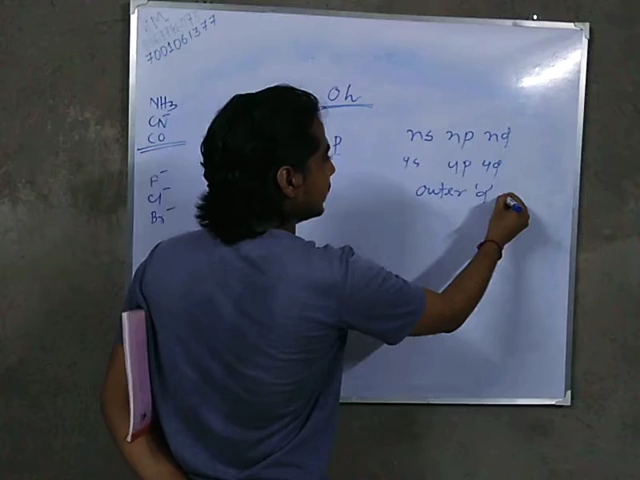 7001061377
NH3
CN-
CO
F-
Cl-
Br-
Oh
p
ns np nd
4s 4p 4d
outer 'd'